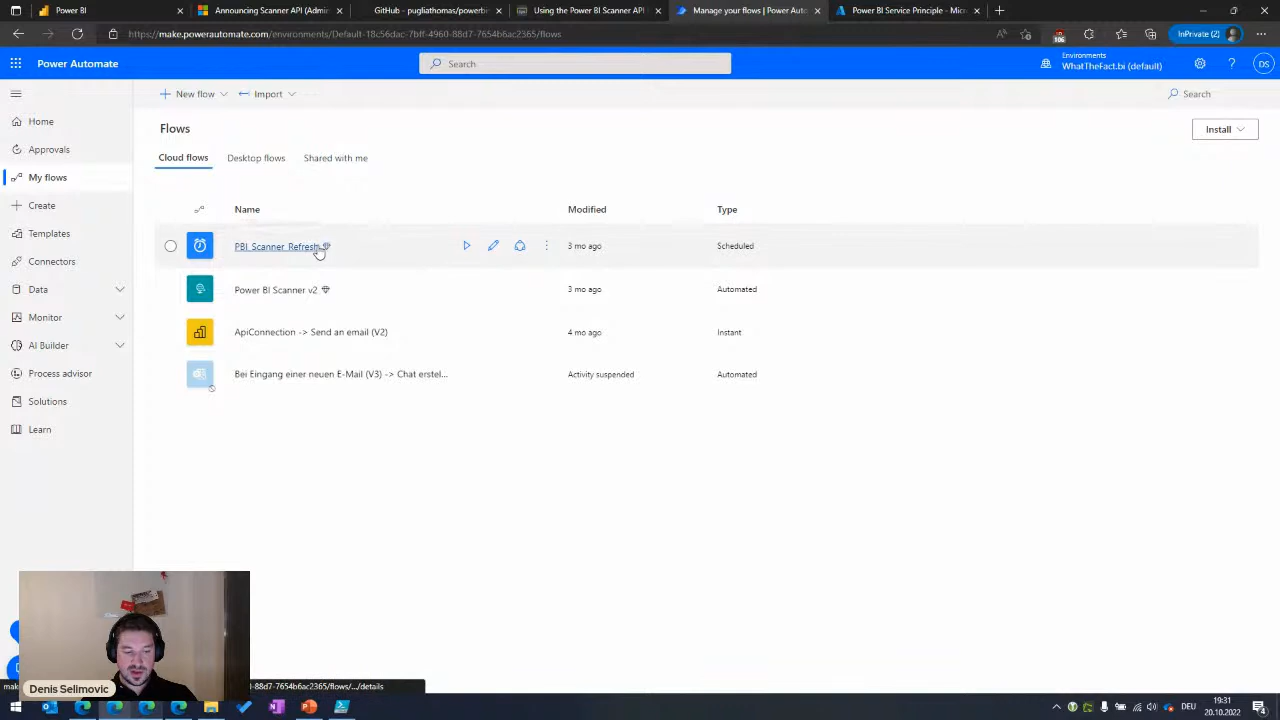 Power BI
Announcing Scanner API (Admin
GitHub - pugliathomas/powerbi
Using the Power BI Scanner API
Manage your flows | Power Auto
Power BI Service Principle - Micr
https://make.powerautomate.com/environments/Default-18c56dac-7bff-4960-88d7-7654b6ac2365/flows
106
InPrivate (2)
Power Automate
Search
Environments
WhatTheFact.bi (default)
DS
New flow
Import
Search
Home
Approvals
My flows
Create
Templates
Connectors
Data
Monitor
AI Builder
Process advisor
Solutions
Learn
Flows
Install
Cloud flows
Desktop flows
Shared with me
Name
Modified
Type
PBI_Scanner_Refresh
3 mo ago
Scheduled
Power BI Scanner v2
3 mo ago
Automated
ApiConnection -> Send an email (V2)
4 mo ago
Instant
Bei Eingang einer neuen E-Mail (V3) -> Chat erstel...
Activity suspended
Automated
Denis Selimovic
-88d7-7654b6ac2365/flows/.../details
DEU
19:31
20.10.2022